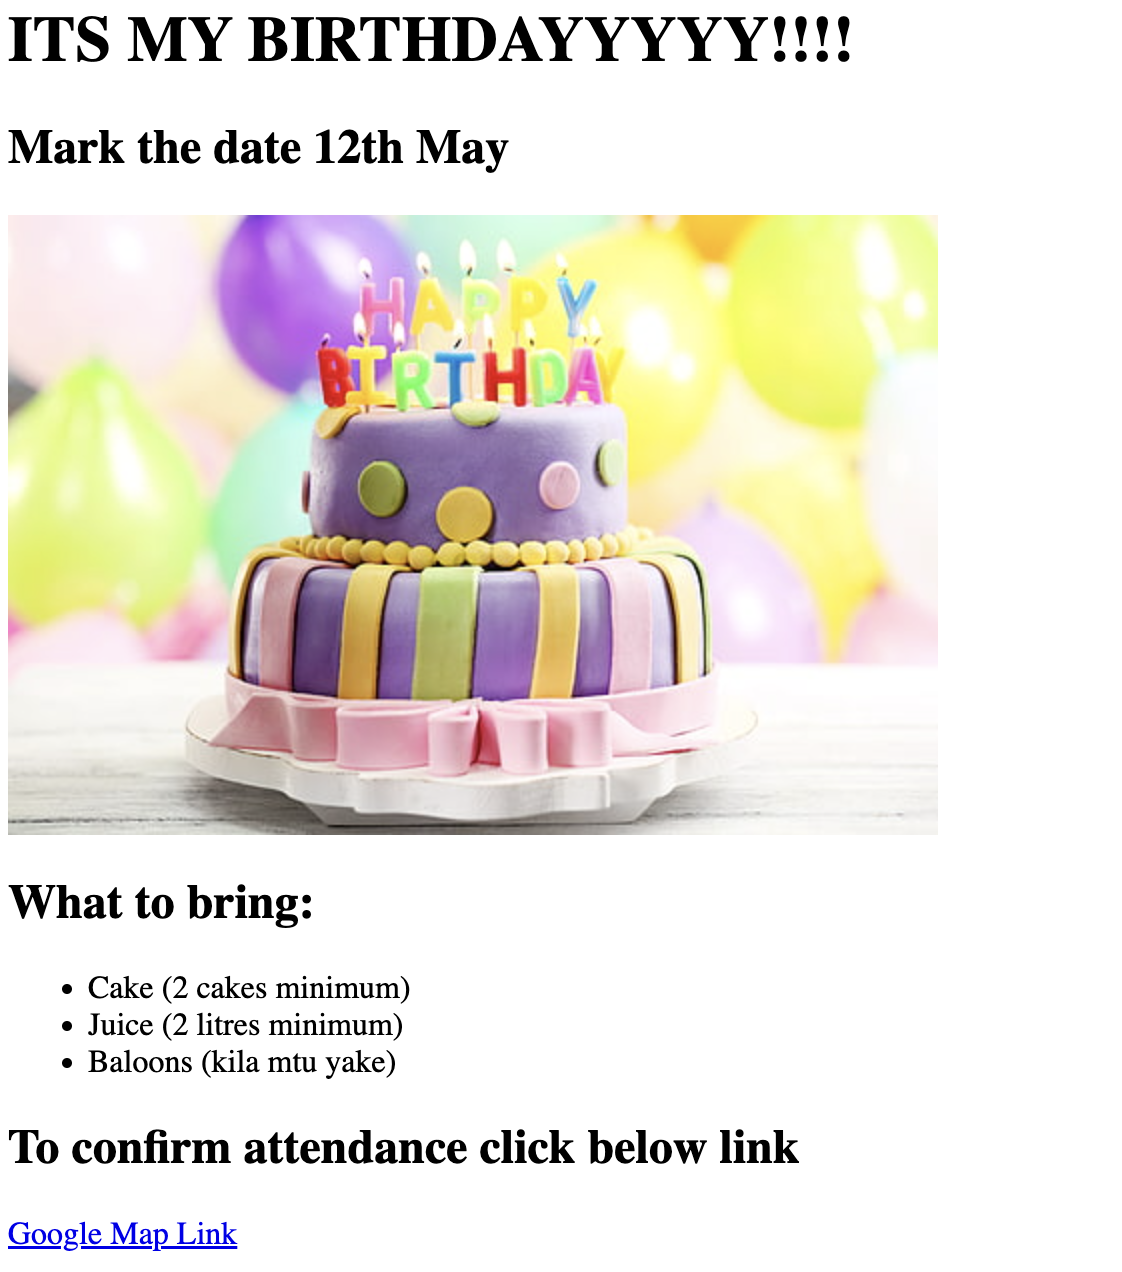 ITS MY BIRTHDAYYYYY!!!!
Mark the date 12th May
HAPPY
BIRTHDAY
What to bring:
Cake (2 cakes minimum)
Juice (2 litres minimum)
Baloons (kila mtu yake)
To confirm attendance click below link
Google Map Link